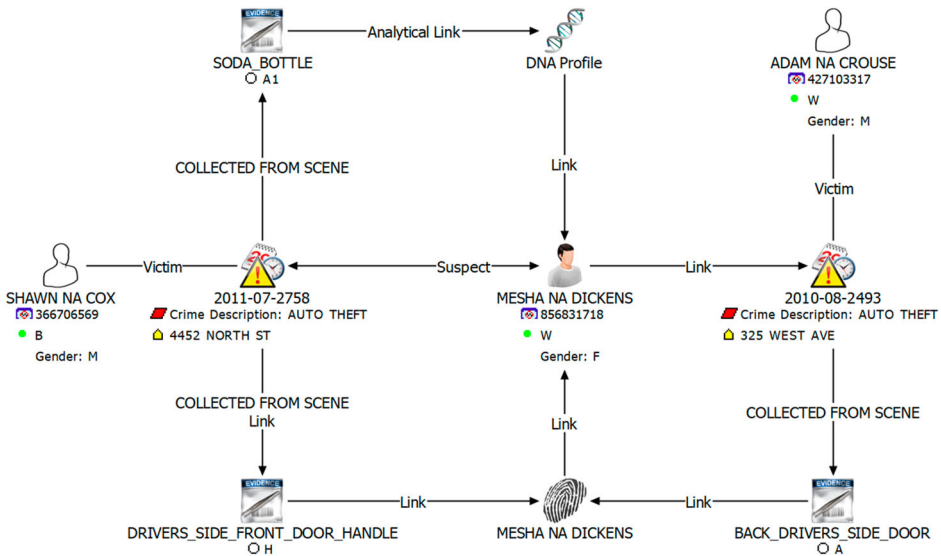 EVIDENCE
SODA_BOTTLE
A1
Analytical Link
DNA Profile
ADAM NA CROUSE
427103317
W
Gender: M
COLLECTED FROM SCENE
Link
Victim
SHAWN NA COX
366706569
B
Gender: M
Victim
2011-07-2758
Crime Description: AUTO THEFT
4452 NORTH ST
Suspect
MESHA NA DICKENS
856831718
W
Gender: F
Link
2010-08-2493
Crime Description: AUTO THEFT
325 WEST AVE
COLLECTED FROM SCENE
Link
Link
COLLECTED FROM SCENE
EVIDENCE
DRIVERS_SIDE_FRONT_DOOR_HANDLE
H
Link
MESHA NA DICKENS
Link
EVIDENCE
BACK_DRIVERS_SIDE_DOOR
A